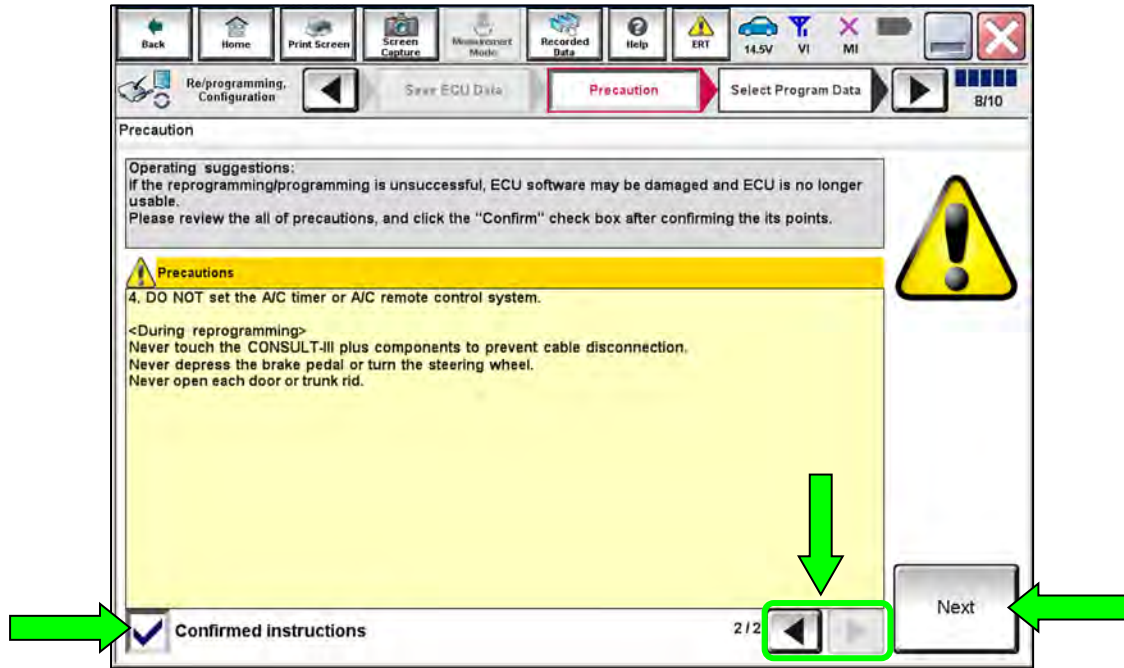 Back
Home
Print Screen
Screen
Capture
Measurement
Mode
Recorded
Data
Help
ERT
14.5V
VI
MI
Re/programming,
Configuration
Save ECU Data
Precaution
Select Program Data
8/10
Precaution
Operating suggestions:
If the reprogramming/programming is unsuccessful, ECU software may be damaged and ECU is no longer
usable.
Please review the all of precautions, and click the "Confirm" check box after confirming the its points.
Precautions
4. DO NOT set the A/C timer or A/C remote control system.
<During reprogramming>
Never touch the CONSULT-III plus components to prevent cable disconnection.
Never depress the brake pedal or turn the steering wheel.
Never open each door or trunk rid.
Confirmed instructions
2/2
Next